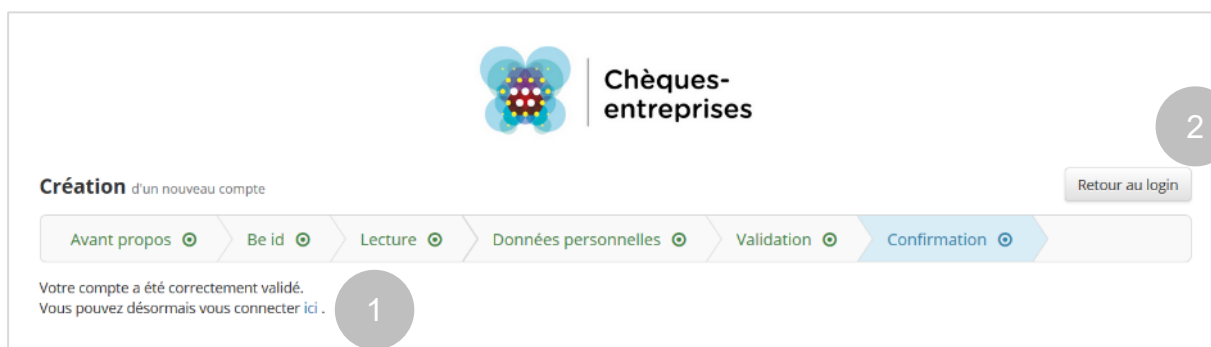 Chèques-
entreprises
2
Création d'un nouveau compte
Retour au login
Avant propos Be id Lecture Données personnelles Validation Confirmation
Votre compte a été correctement validé.
Vous pouvez désormais vous connecter ici .
1